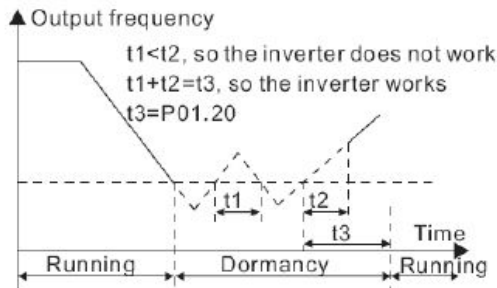 Output frequency
t1<t2, so the inverter does not work
t1+t2=t3, so the inverter works
t3=P01.20
t1
t2
t3
Time
Running
Dormancy
Running